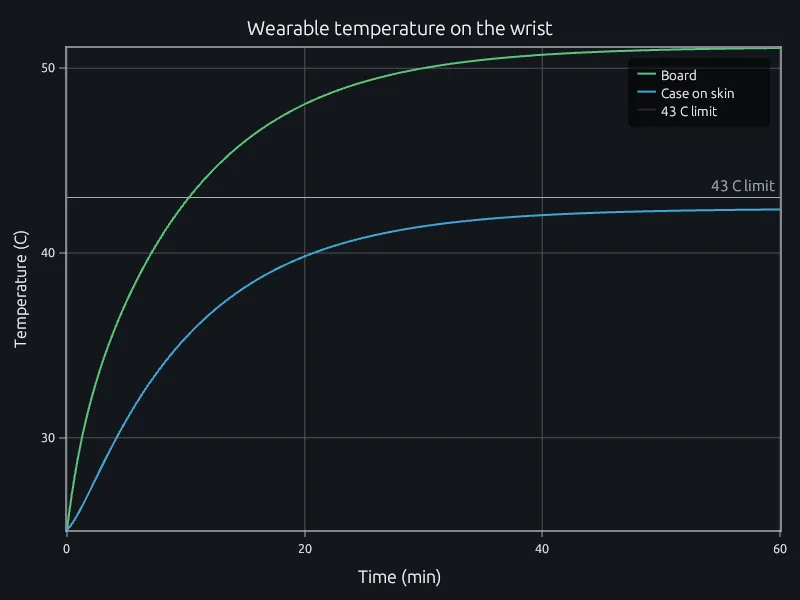 Wearable temperature on the wrist
Board
Case on skin
43 C limit
43 C limit
50
40
30
Temperature (C)
0
20
40
60
Time (min)